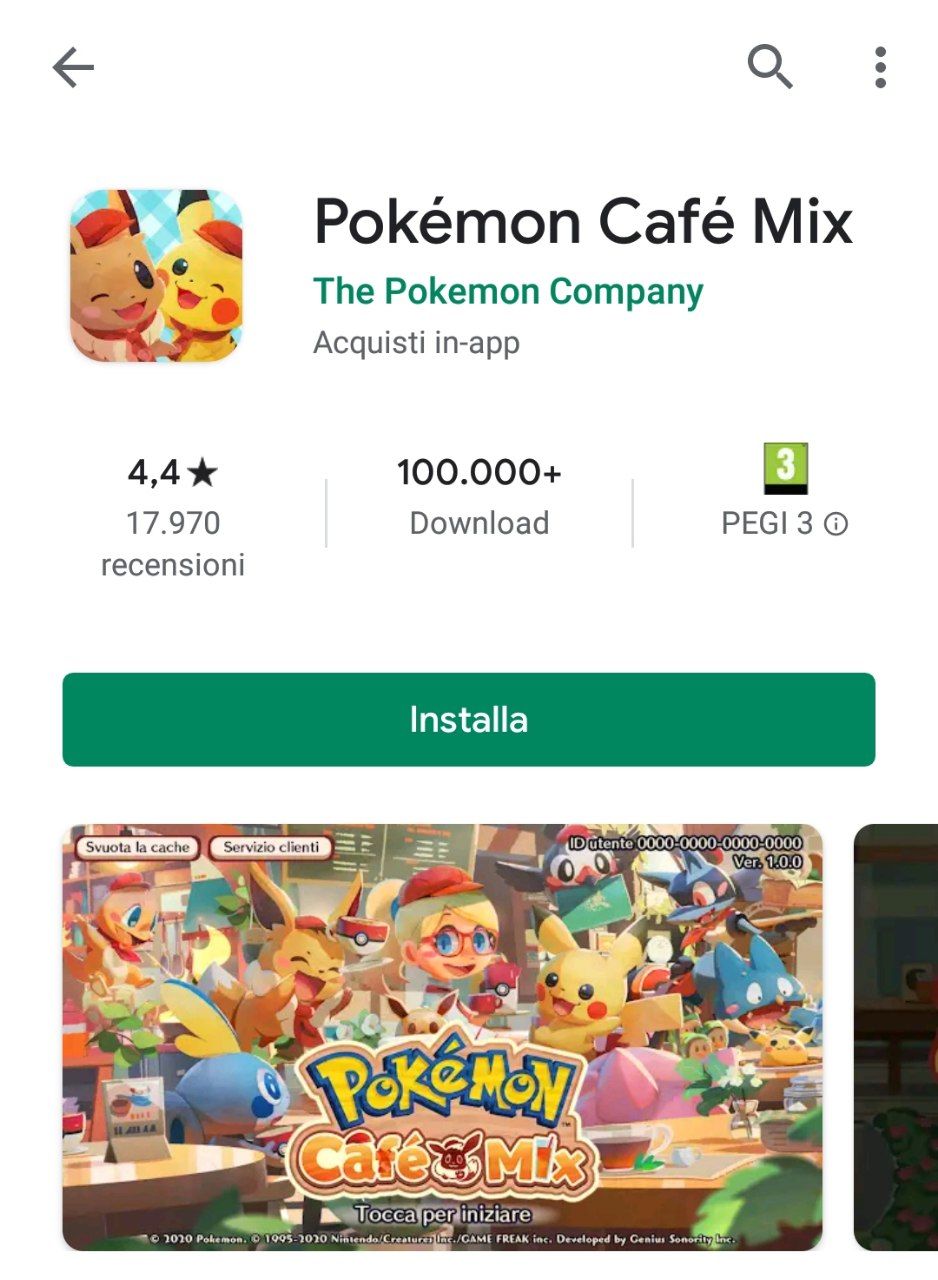 Pokémon Café Mix
The Pokemon Company
Acquisti in-app
4,4★
17.970
recensioni
100.000+
Download
3
PEGI 3
Installa
Svuota la cache
Servizio clienti
ID utente 0000-0000-0000-0000
Ver. 1.0.0
POKéMON
Café Mix
Tocca per iniziare
© 2020 Pokemon. © 1995-2020 Nintendo/Creatures Inc./GAME FREAK inc. Developed by Genius Sonority Inc.